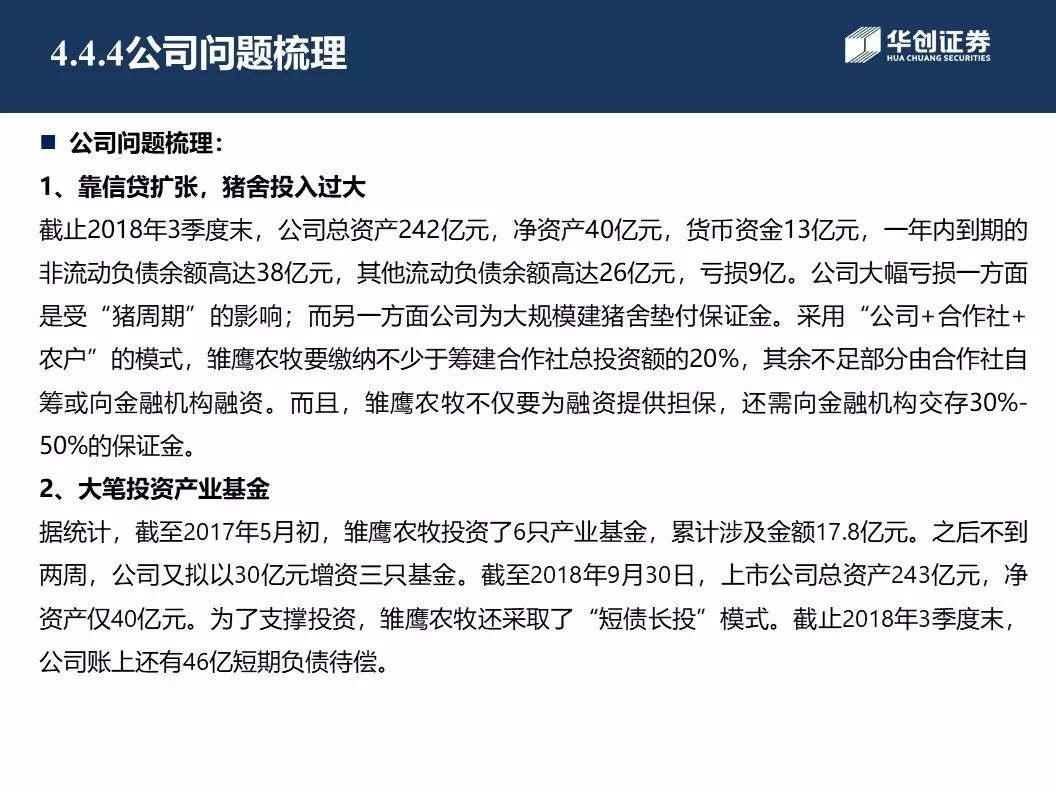 4.4.4公司问题梳理
华创证券
HUA CHUANG SECURITIES
■ 公司问题梳理：
1、靠信贷扩张，猪舍投入过大
截止2018年3季度末，公司总资产242亿元，净资产40亿元，货币资金13亿元，一年内到期的
非流动负债余额高达38亿元，其他流动负债余额高达26亿元，亏损9亿。公司大幅亏损一方面
是受“猪周期”的影响；而另一方面公司为大规模建猪舍垫付保证金。采用“公司+合作社+
农户”的模式，雏鹰农牧要缴纳不少于筹建合作社总投资额的20%，其余不足部分由合作社自
筹或向金融机构融资。而且，雏鹰农牧不仅要为融资提供担保，还需向金融机构交存30%-
50%的保证金。
2、大笔投资产业基金
据统计，截至2017年5月初，雏鹰农牧投资了6只产业基金，累计涉及金额17.8亿元。之后不到
两周，公司又拟以30亿元增资三只基金。截至2018年9月30日，上市公司总资产243亿元，净
资产仅40亿元。为了支撑投资，雏鹰农牧还采取了“短债长投”模式。截止2018年3季度末，
公司账上还有46亿短期负债待偿。